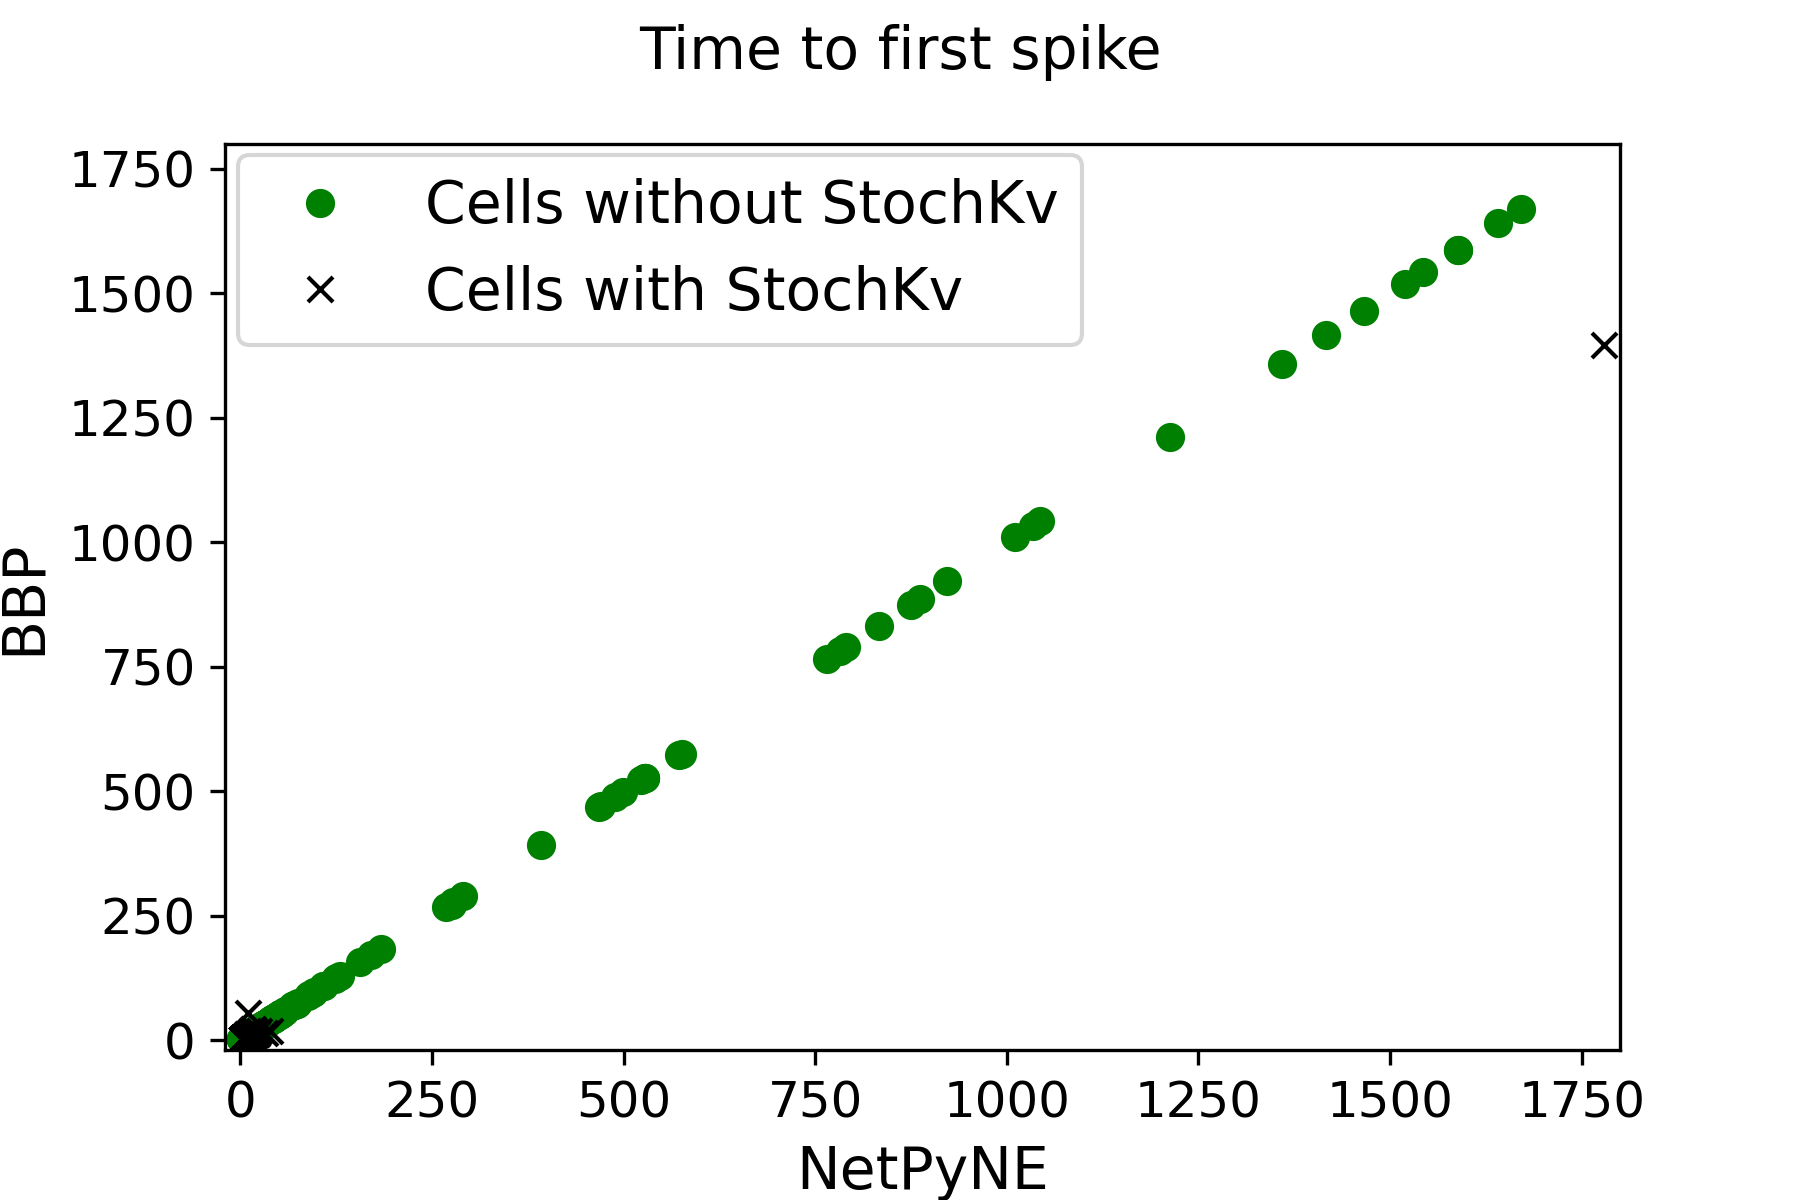 Time to first spike
Cells without StochKv
Cells with StochKv
1750
1500
1250
1000
750
500
250
0
BBP
0 250 500 750 1000 1250 1500 1750
NetPyNE